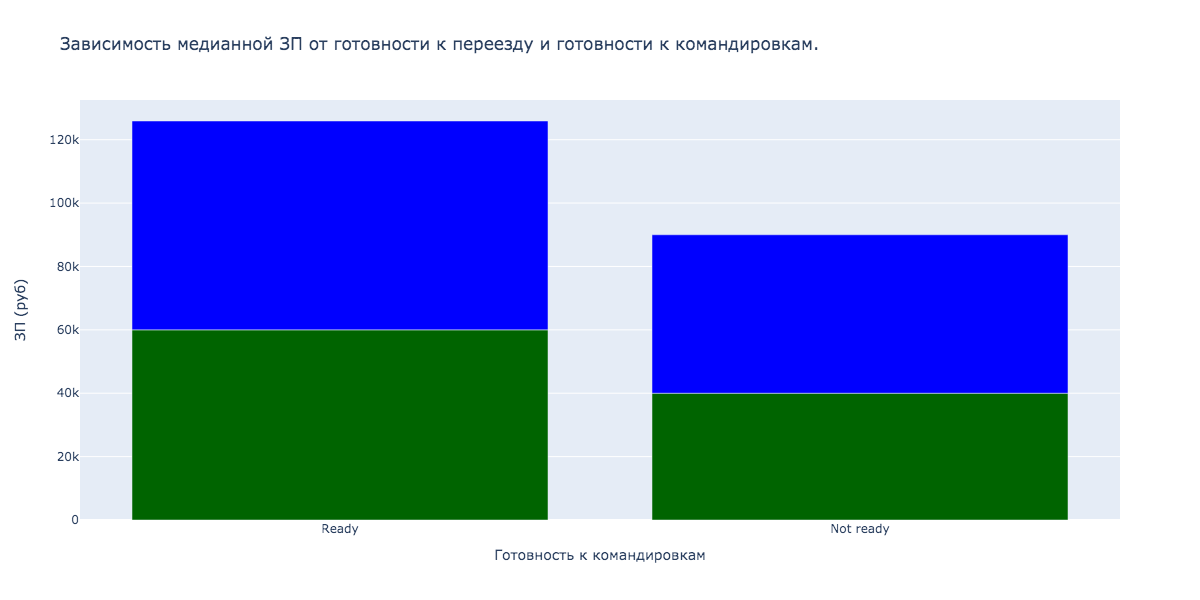 Зависимость медианной ЗП от готовности к переезду и готовности к командировкам.
120k
100k
80k
60k
40k
20k
0
ЗП (руб)
Ready
Not ready
Готовность к командировкам